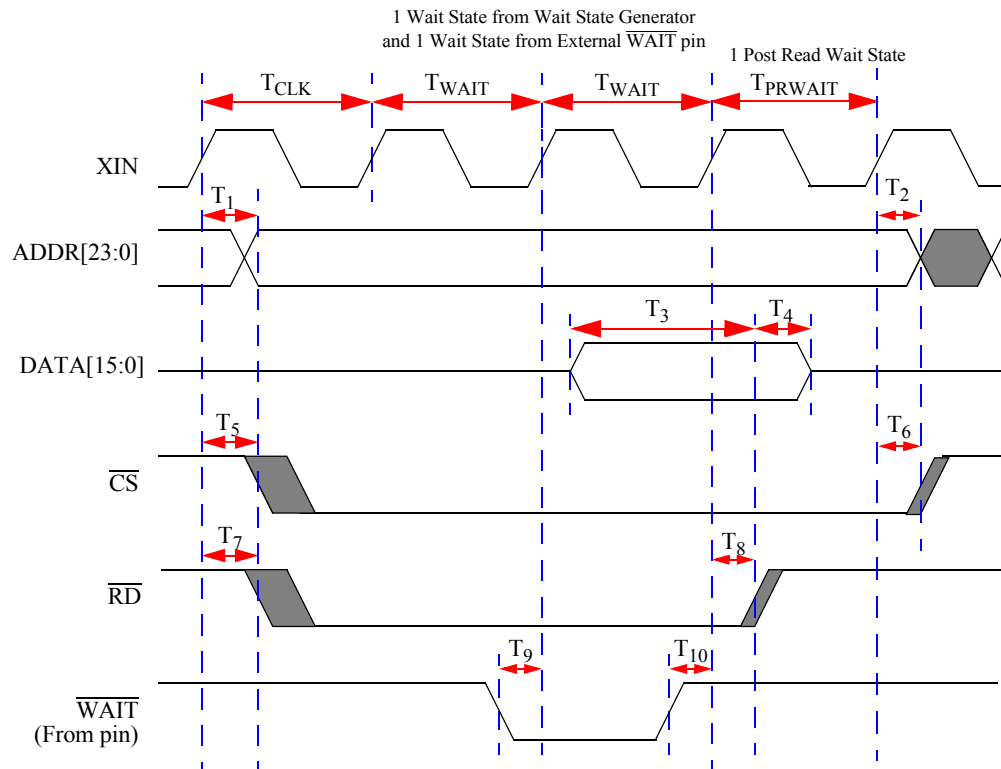 1 Wait State from Wait State Generator
and 1 Wait State from External WAIT pin
1 Post Read Wait State
TCLK TWAIT TWAIT TPRWAIT
XIN
T1 T2
ADDR[23:0]
T3 T4
DATA[15:0]
T5 T6
CS
T7 T8
RD
T9 T10
WAIT
(From pin)